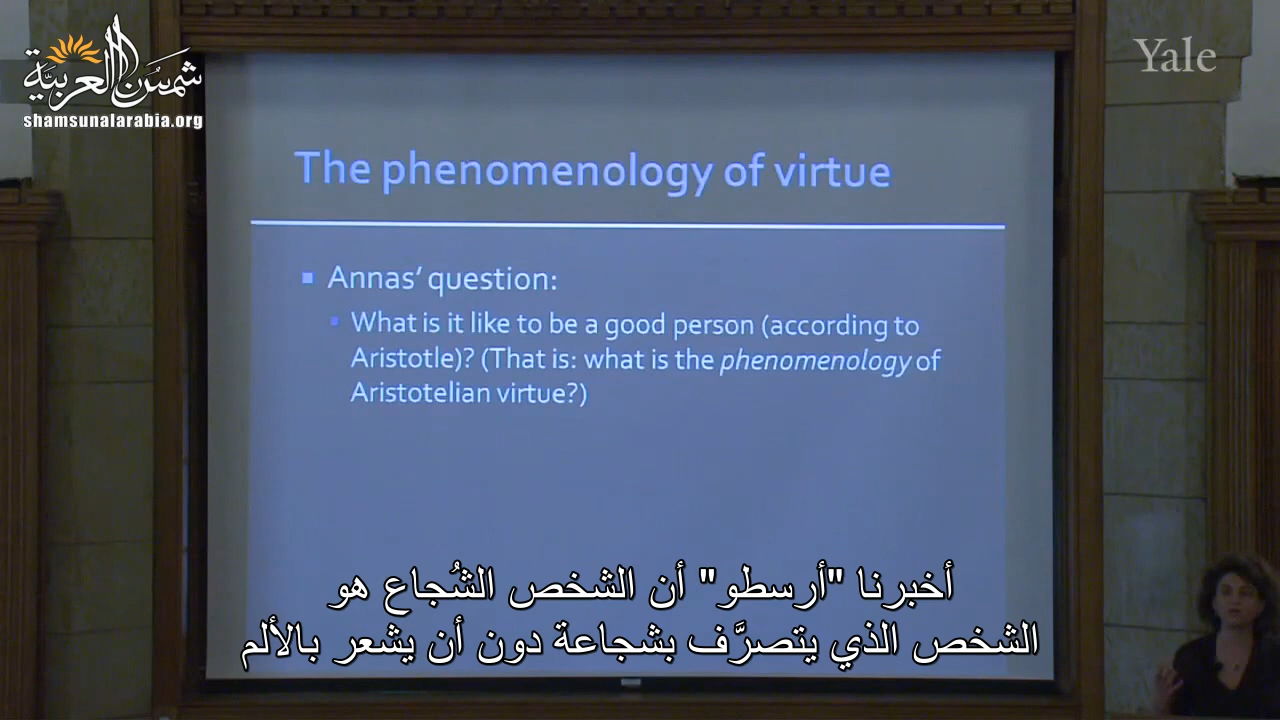 شمس العربية
shamsunalarabia.org
Yale
The phenomenology of virtue
Annas' question:
What is it like to be a good person (according to
Aristotle)? (That is: what is the phenomenology of
Aristotelian virtue?)
أخبرنا "أرسطو" أن الشخص الشُجاع هو
الشخص الذي يتصرَّف بشجاعة دون أن يشعر بالألم